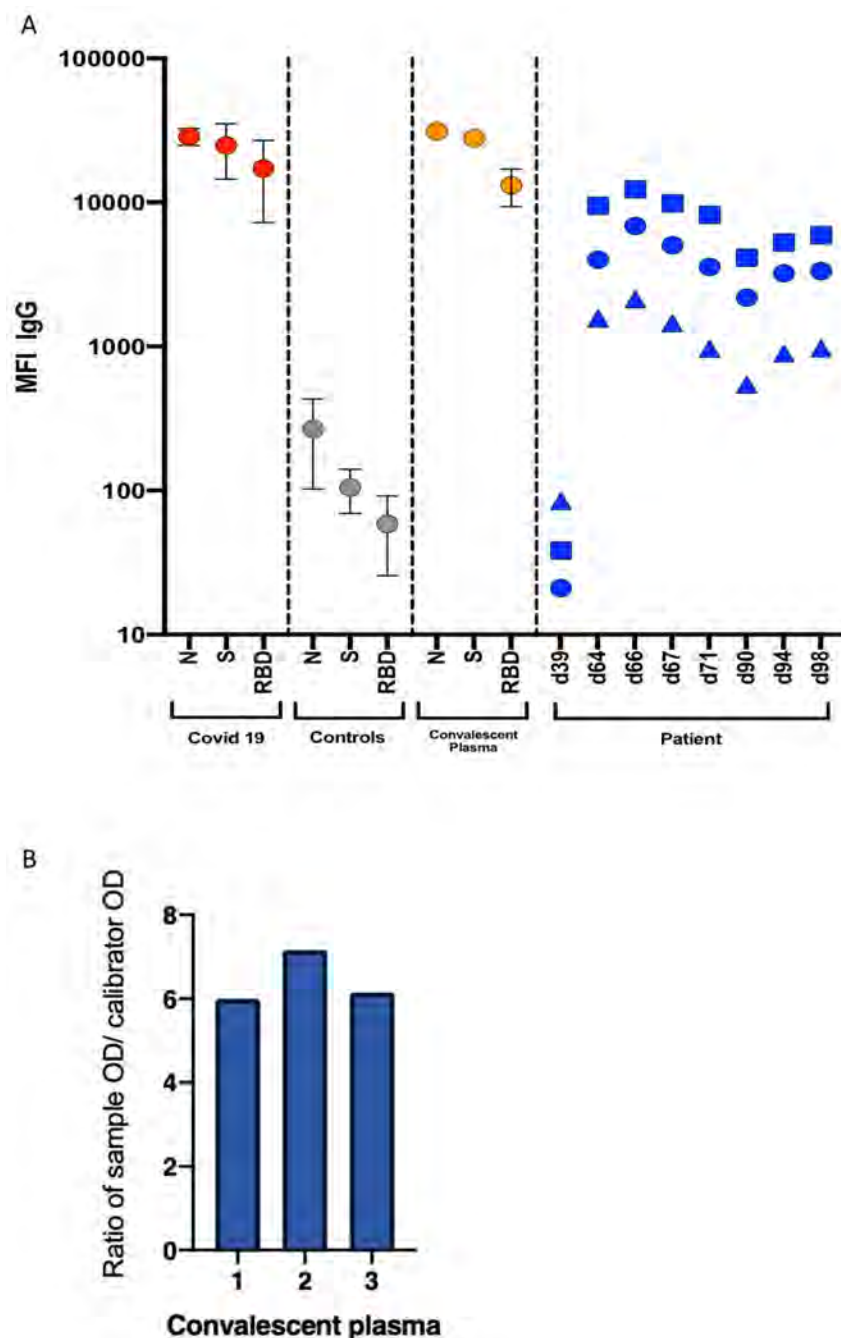 A
100000
10000
1000
100
10
MFI IgG
N
S
RBD
N
S
RBD
N
S
RBD
d39
d64
d66
d67
d71
d90
d94
d98
Covid 19
Controls
Convalescent
Plasma
Patient
B
8
6
4
2
0
Ratio of sample OD/ calibrator OD
1 2 3
Convalescent plasma